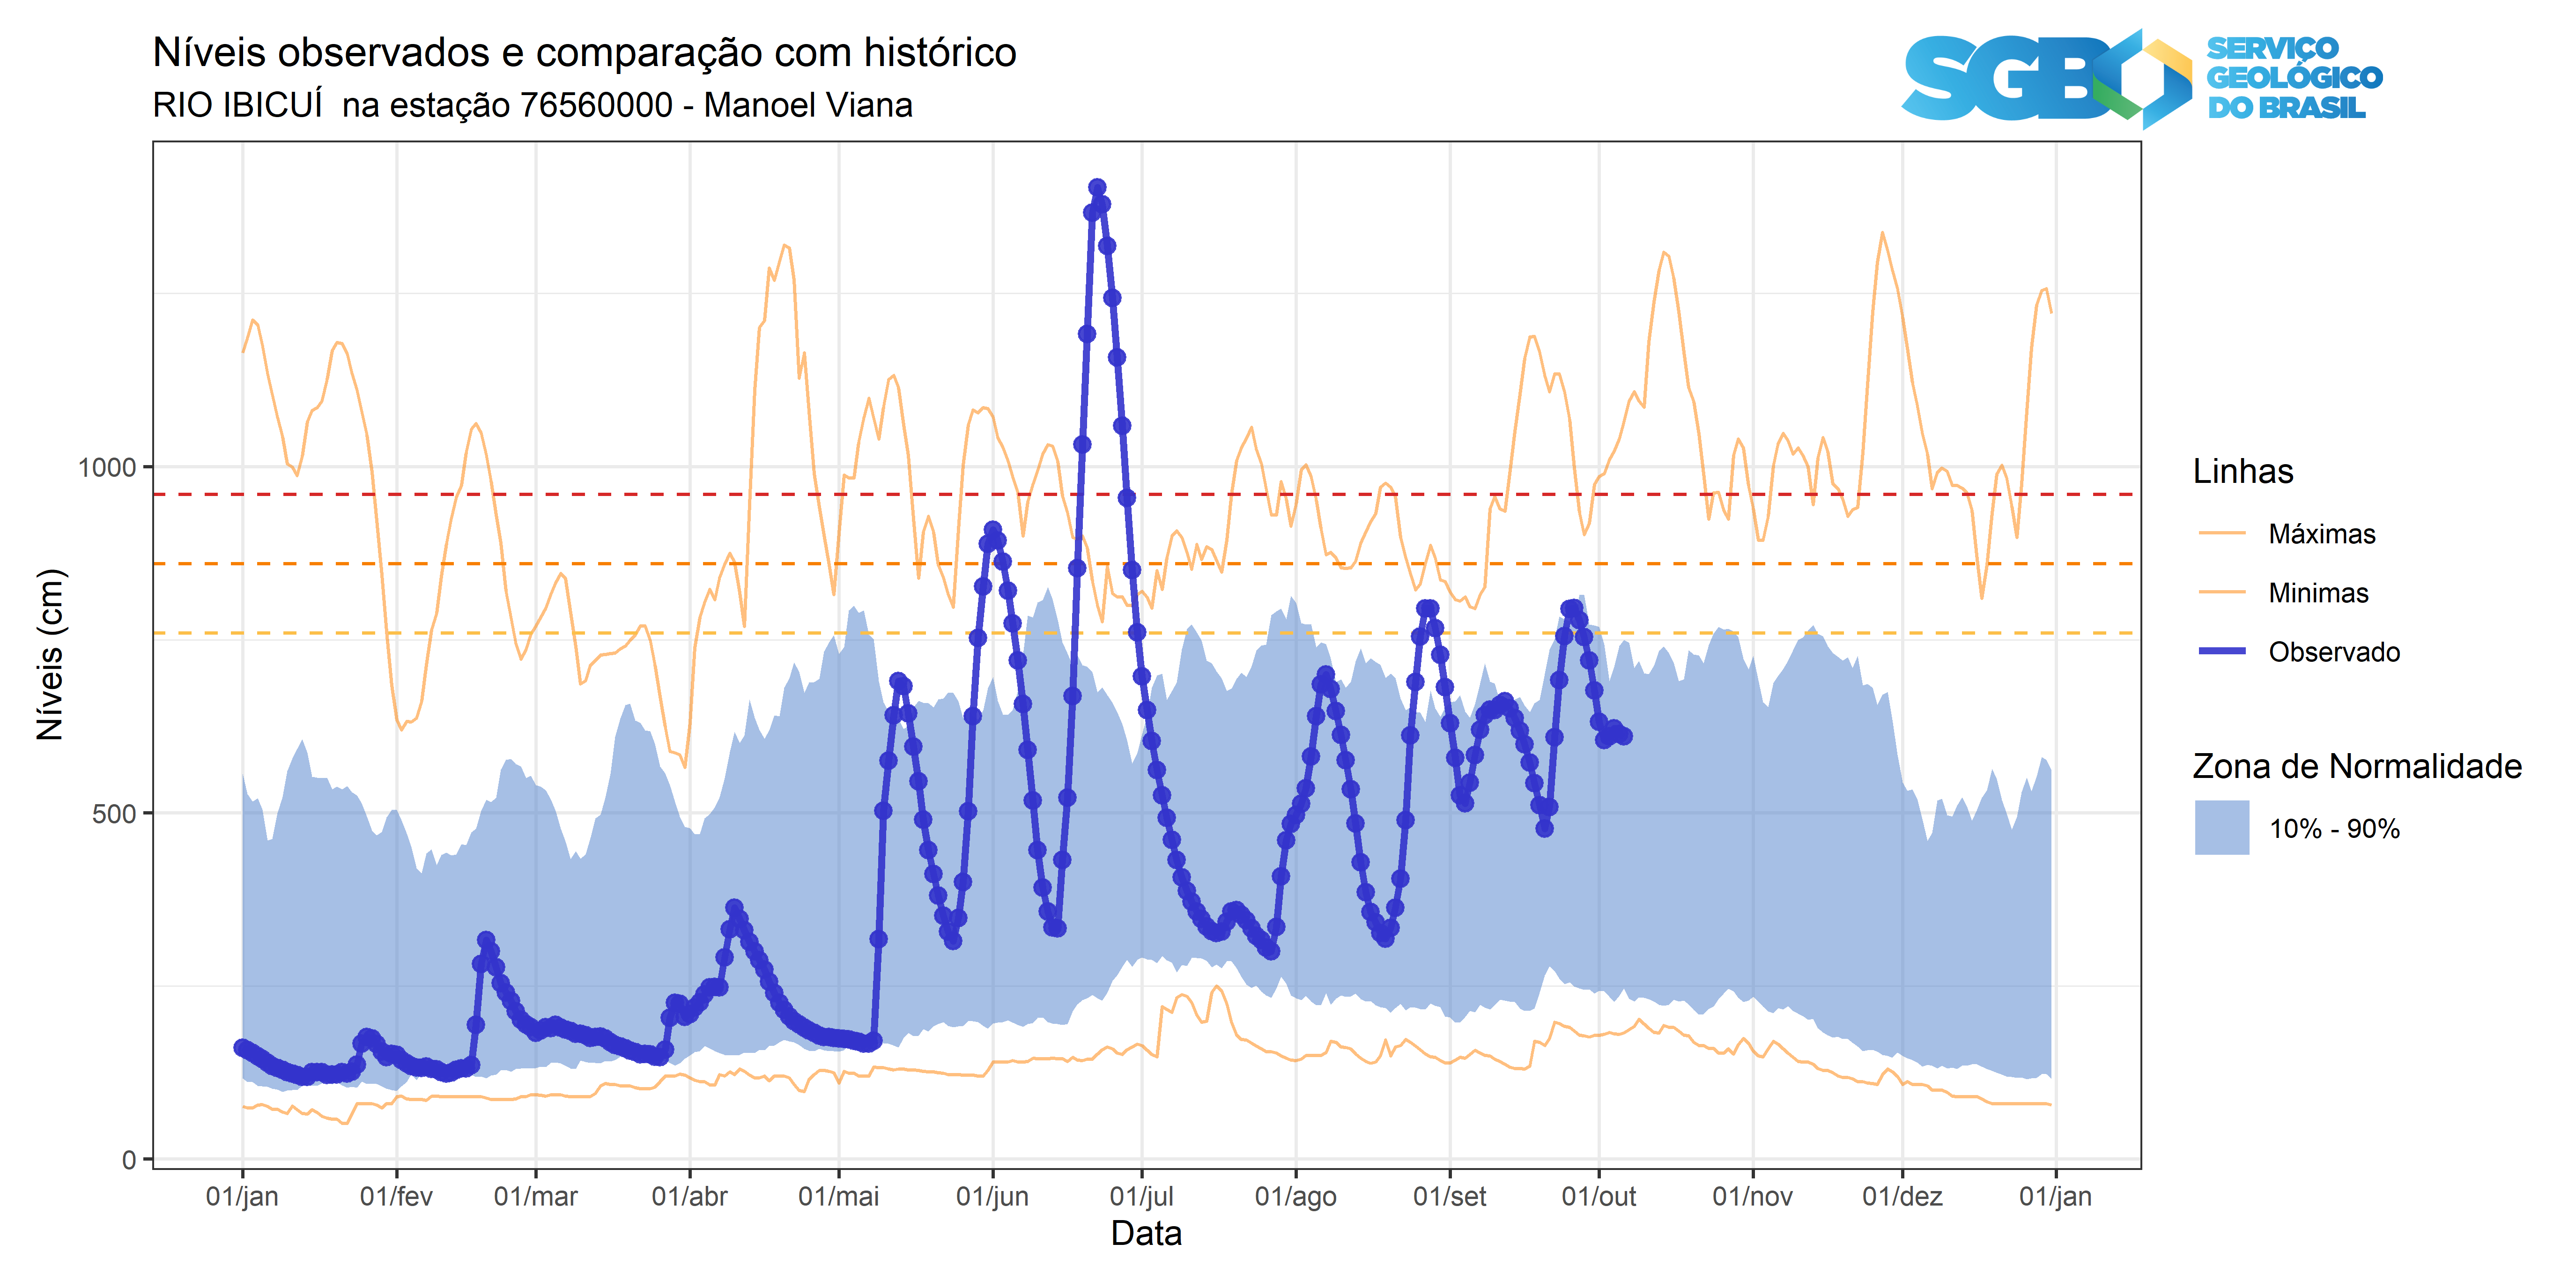 Níveis observados e comparação com histórico
RIO IBICUÍ  na estação 76560000 - Manoel Viana
SGB
SERVIÇO
GEOLÓGICO
DO BRASIL
Níveis (cm)
1000
500
0
01/jan
01/fev
01/mar
01/abr
01/mai
01/jun
01/jul
01/ago
01/set
01/out
01/nov
01/dez
01/jan
Data
Linhas
Máximas
Minimas
Observado
Zona de Normalidade
10% - 90%